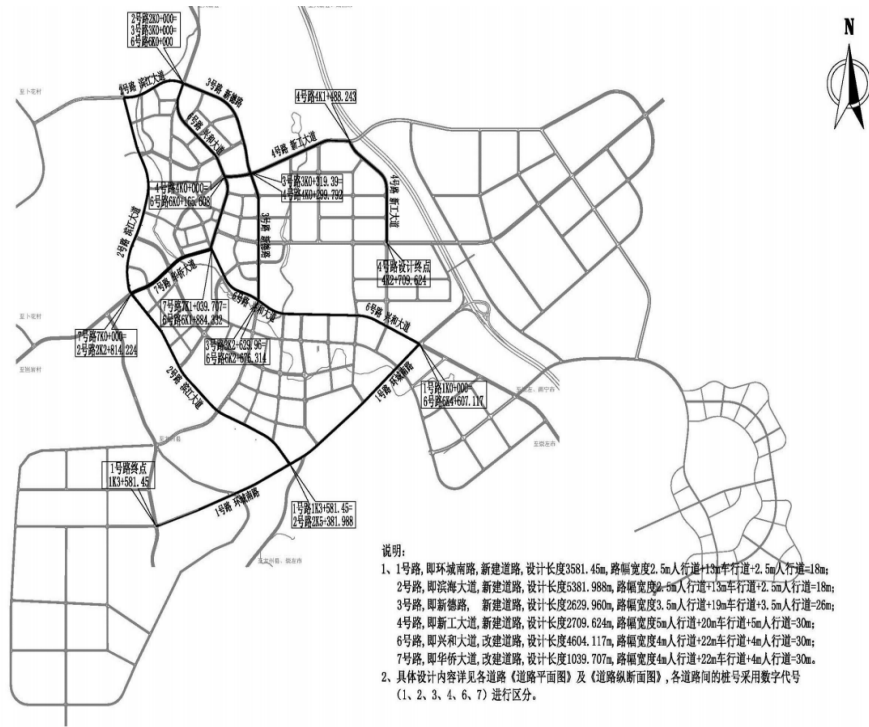 2号路2K0+000=
3号路3K0+000=
6号路6K0+000
N
2号路 滨江大道
3号路 新德路
4号路4K1+488.243
6号路 兴和大道
4号路 新工大道
4号路4K0+000=
6号路6K0+165.608
3号路3K0+319.39=
4号路4K0+299.792
4号路 新工大道
2号路 滨江大道
3号路 新德路
7号路 华侨大道
4号路设计终点
4K2+709.624
7号路7K1+039.707=
6号路6K1+884.332
6号路 兴和大道
6号路 兴和大道
7号路7K0+000=
2号路2K2+814.224
3号路3K2+629.96=
6号路6K2+676.314
2号路 滨江大道
1号路 环城南路
1号路1K0+000=
6号路6K4+607.117
1号路终点
1K3+581.45
1号路 环城南路
1号路1K3+581.45=
2号路2K5+381.988
说明:
1、1号路,即环城南路,新建道路,设计长度3581.45m,路幅宽度2.5m人行道+13m车行道+2.5m人行道=18m;
2号路,即滨海大道,新建道路,设计长度5381.988m,路幅宽度2.5m人行道+13m车行道+2.5m人行道=18m;
3号路,即新德路, 新建道路,设计长度2629.960m,路幅宽度3.5m人行道+19m车行道+3.5m人行道=26m;
4号路,即新工大道,新建道路,设计长度2709.624m,路幅宽度5m人行道+20m车行道+5m人行道=30m;
6号路,即兴和大道,改建道路,设计长度4604.117m,路幅宽度4m人行道+22m车行道+4m人行道=30m;
7号路,即华侨大道,改建道路,设计长度1039.707m,路幅宽度4m人行道+22m车行道+4m人行道=30m。
2、具体设计内容详见各道路《道路平面图》及《道路纵断面图》,各道路间的桩号采用数字代号
(1、2、3、4、6、7)进行区分。